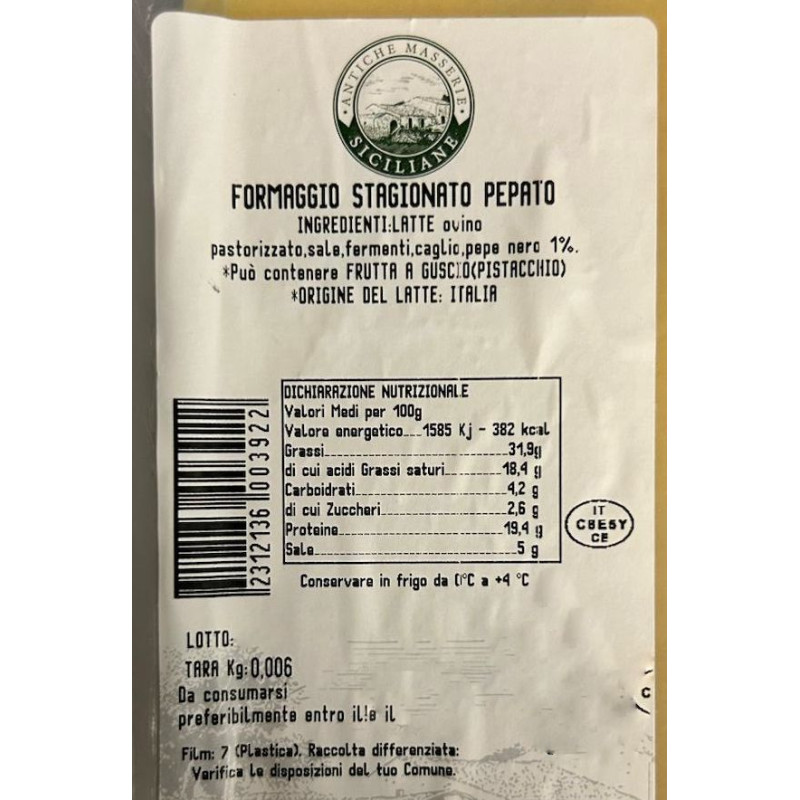 ANTICHE MASSERIE
SICILIANE
FORMAGGIO STAGIONATO PEPATO
INGREDIENTI:LATTE ovino
pastorizzato,sale,fermenti,caglio,pepe nero 1%.
*Può contenere FRUTTA A GUSCIO(PISTACCHIO)
*ORIGINE DEL LATTE: ITALIA
DICHIARAZIONE NUTRIZIONALE
Valori Medi per 100g
Valore energetico...1585 Kj - 382 kcal
Grassi...31,9g
di cui acidi Grassi saturi...18,4 g
Carboidrati...4,2 g
di cui Zuccheri...2,6 g
Proteine...19,4 g
Sale...5 g
2312136 003922
IT
C8E5Y
CE
Conservare in frigo da 0°C a +4 °C
LOTTO:
TARA Kg:0,006
Da consumarsi
preferibilmente entro il!e il
Film: 7 (Plastica). Raccolta differenziata:
Verifica le disposizioni del tuo Comune.